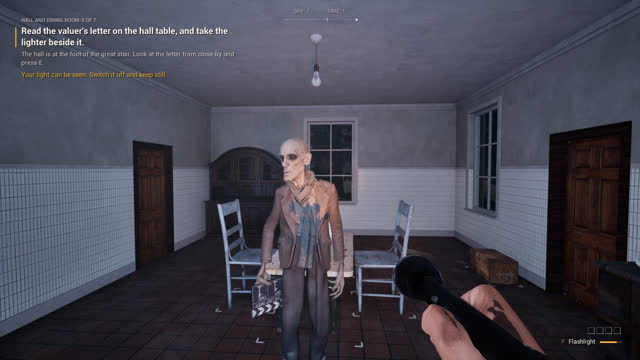 DAY 1 TAKE 1
HALL AND DINING ROOM: 0 OF 7
Read the valuer's letter on the hall table, and take the
lighter beside it.
The hall is at the foot of the great stair. Look at the letter from close by and
press E.
Your light can be seen. Switch it off and keep still.
F Flashlight